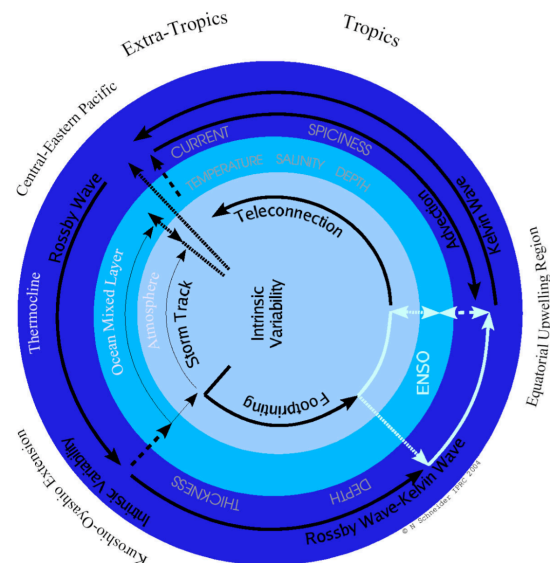 Extra-Tropics
Tropics
Central-Eastern Pacific
CURRENT
SPICINESS
TEMPERATURE SALINITY DEPTH
Rossby Wave
Teleconnection
Advection
Kelvin Wave
Thermocline
Ocean Mixed Layer
Atmosphere
Storm Track
Intrinsic
Variability
Equatorial Upwelling Region
ENSO
Footprinting
Kuroshio-Oyashio Extension
Intrinsic Variability
THICKNESS
DEPTH
Rossby Wave-Kelvin Wave
© N Schneider IPRC 2004